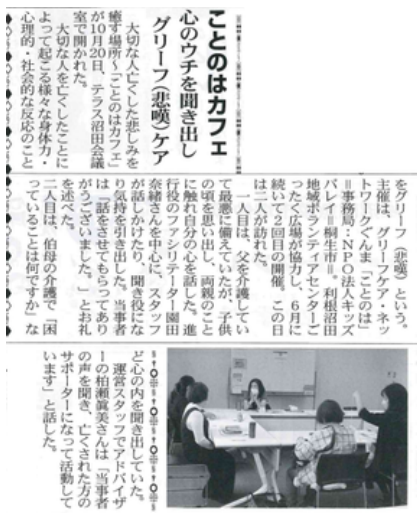 ことのはカフェ
心のウチを聞き出し
グリーフ（悲嘆）ケア
大切な人亡くした悲しみを
癒す場所〜「ことのはカフェ」
が10月20日、テラス沼田会議
室で開かれた。
大切な人を亡くしたことに
よって起こる様々な身体力・
心理的・社会的な反応のこと
をグリーフ（悲嘆）という。
主催は、グリーフケア・ネッ
トワークぐんま「ことのは」
＝事務局：NPO法人キッズ
バレイ＝桐生市＝。利根沼田
地域ボランティアセンターご
ったく広場が協力し、6月に
続いて2回目の開催。この日
は二人が訪れた。
一人目は、父を介護してい
て最悪に備えていたが、子供
の頃を思い出し、両親のこと
に触れ自分の心を話した。進
行役のファシリテーター園田
奈緒さんを中心に、スタッフ
が話しかけたり、聞き役にな
り気持を引き出した。当事者
は「話をさせてもらってあり
がうございました。」とお礼
を述べた。
二人目は、伯母の介護で「困
っていることは何ですか」な
ど心の内を聞き出していた。
運営スタッフでアドバイザ
ーの柏瀬眞美さんは「当事者
の声を聞き、亡くされた方の
サポーターになって活動して
います」と話した。